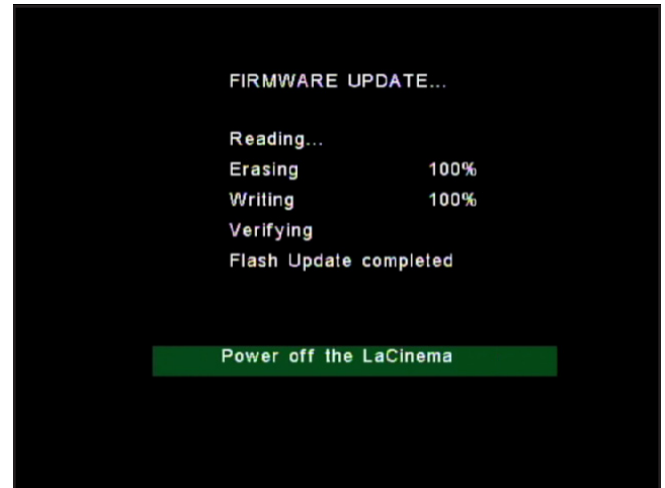 FIRMWARE UPDATE...
Reading...
Erasing 100%
Writing 100%
Verifying
Flash Update completed
Power off the LaCinema